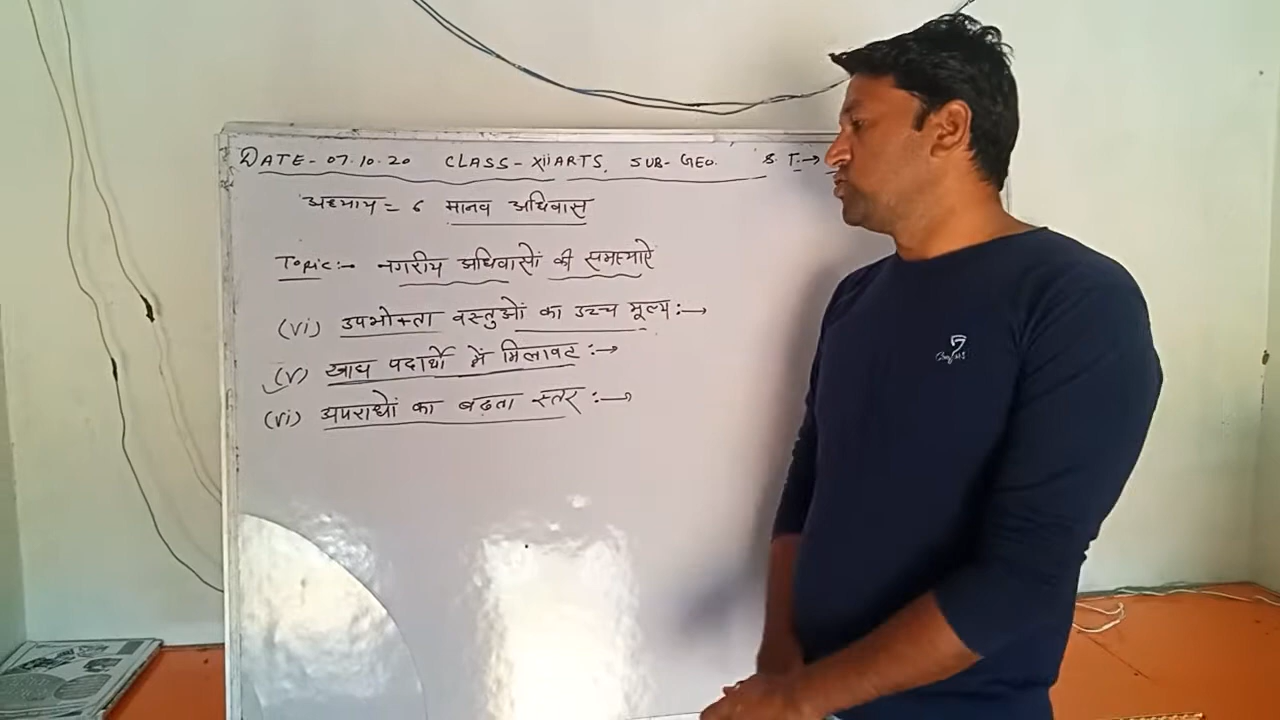 DATE - 07.10.20 CLASS - XII ARTS. SUB- GEO. S.T.→
अध्याय = 6 मानव अधिवास
Topic:→ नगरीय अधिवासों की समस्याऐ
(vi) उपभोक्ता वस्तुओं का उच्च मूल्य :→
(v) खाद्य पदार्थों में मिलावट :→
(vi) अपराधों का बढ़ता स्तर :→